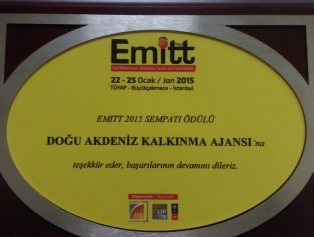 Emitt
22 - 25 Ocak / Jan 2015
TÜYAP - Büyükçekmece - İstanbul
EMITT 2015 SEMPATİ ÖDÜLÜ
DOĞU AKDENİZ KALKINMA AJANSI'na
teşekkür eder, başarılarının devamını dileriz.